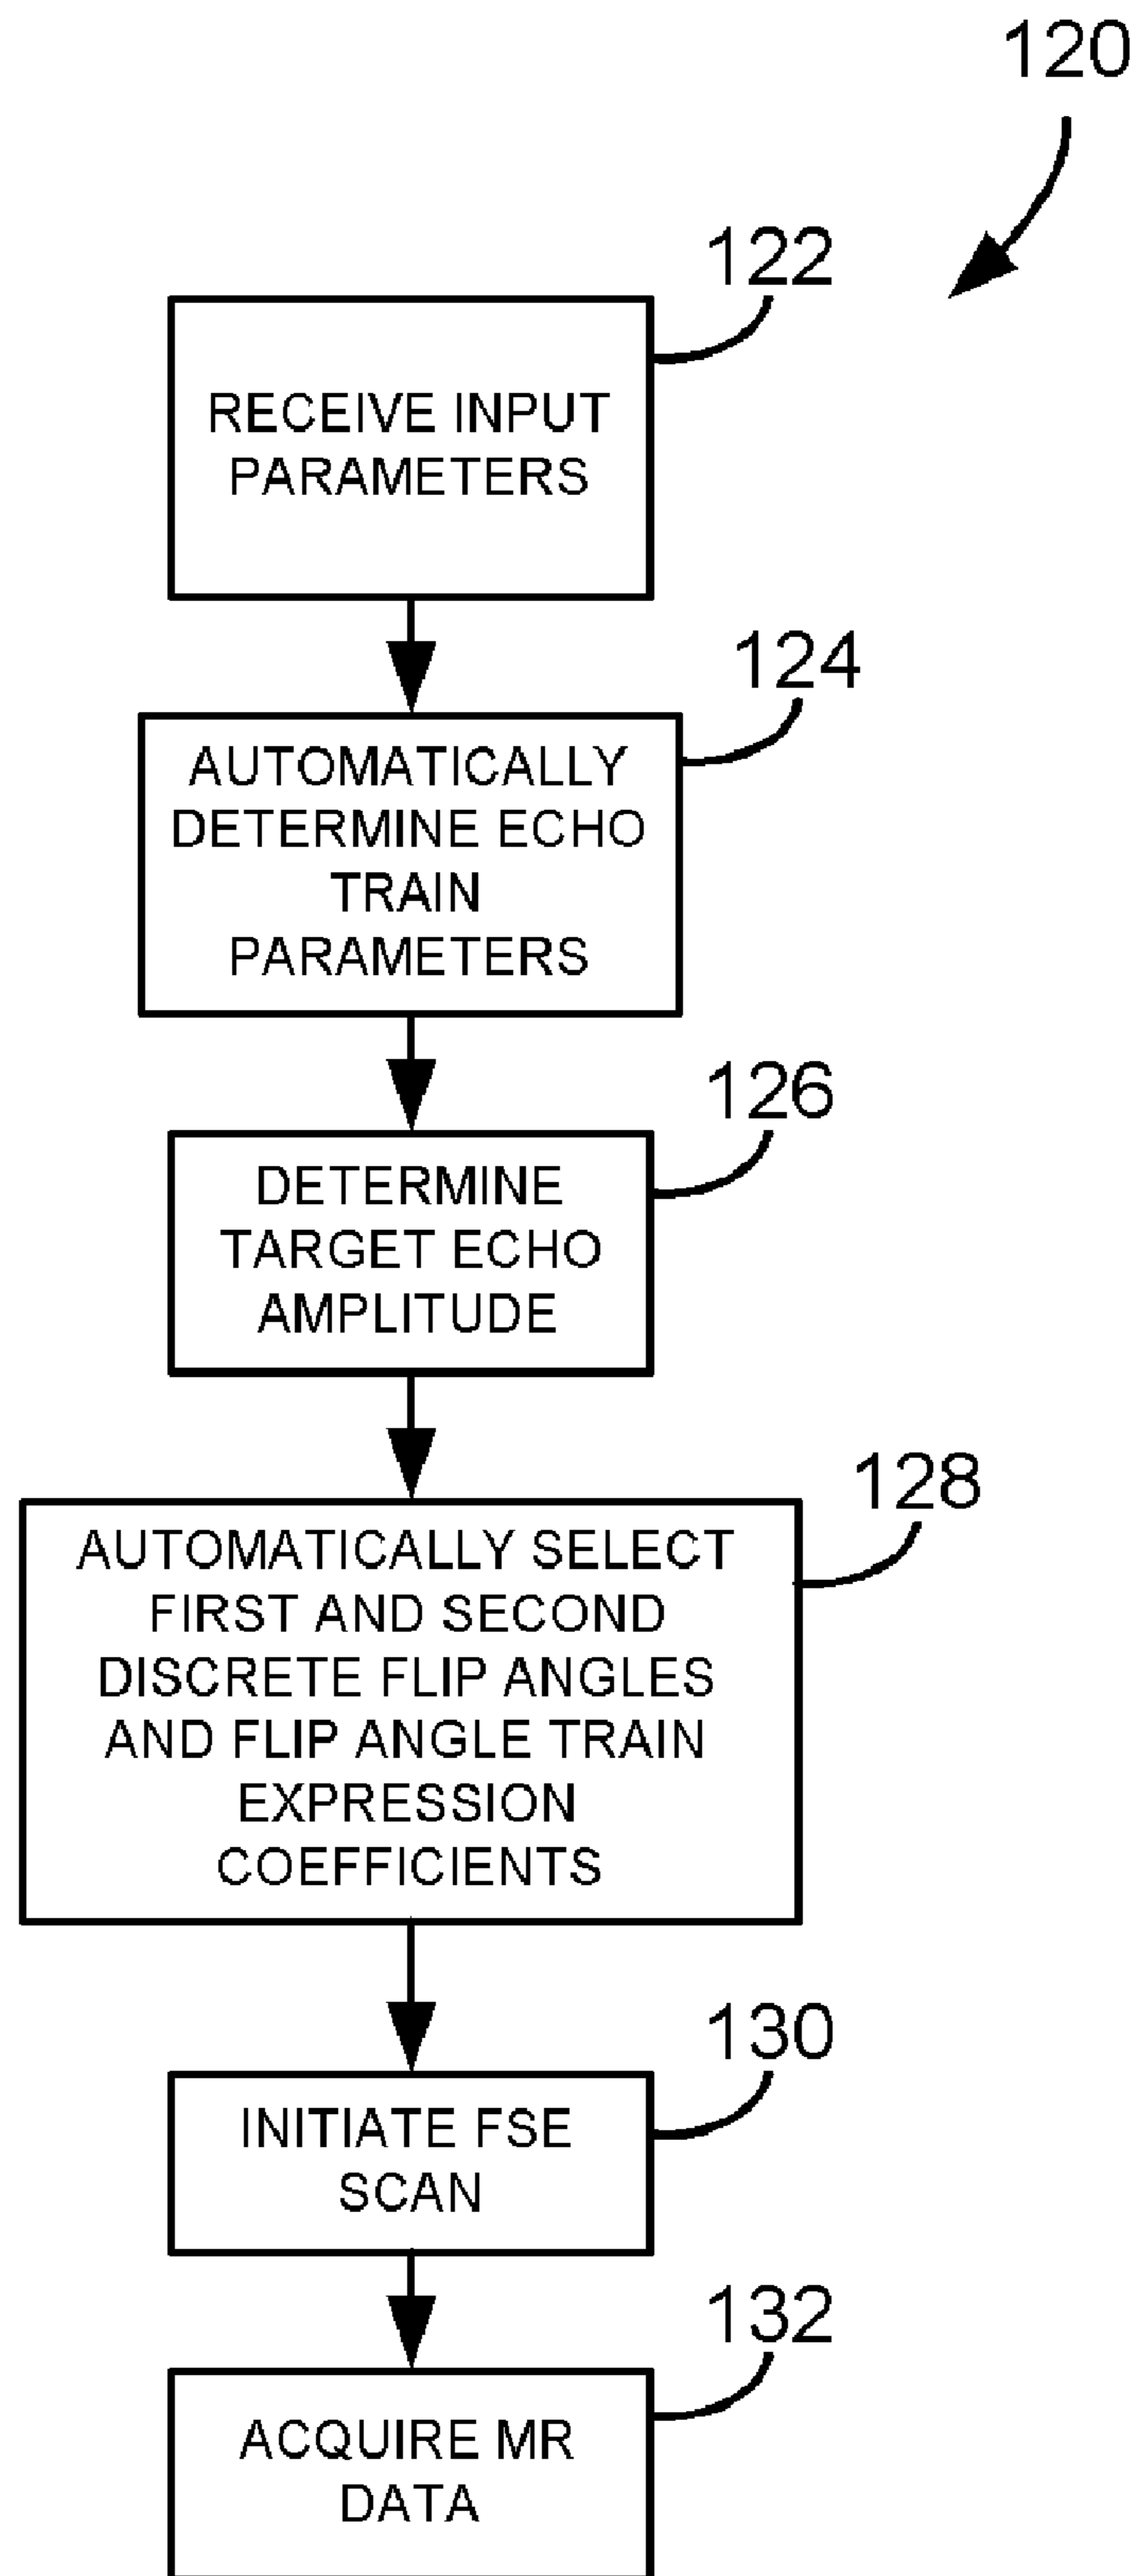 120
122
RECEIVE INPUT
PARAMETERS
124
AUTOMATICALLY
DETERMINE ECHO
TRAIN
PARAMETERS
126
DETERMINE
TARGET ECHO
AMPLITUDE
128
AUTOMATICALLY SELECT
FIRST AND SECOND
DISCRETE FLIP ANGLES
AND FLIP ANGLE TRAIN
EXPRESSION
COEFFICIENTS
130
INITIATE FSE
SCAN
132
ACQUIRE MR
DATA